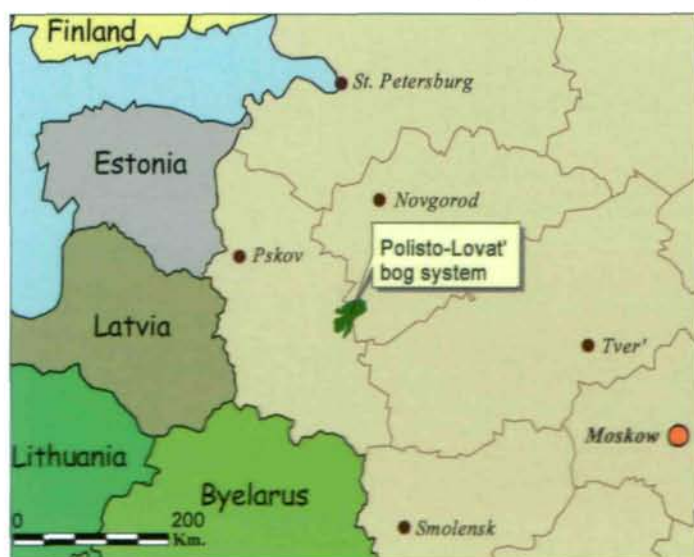 Finland
St. Petersburg
Estonia
Novgorod
Polisto-Lovat'
bog system
Pskov
Latvia
Tver'
Moskow
Lithuania
Byelarus
0 200
Km.
Smolensk